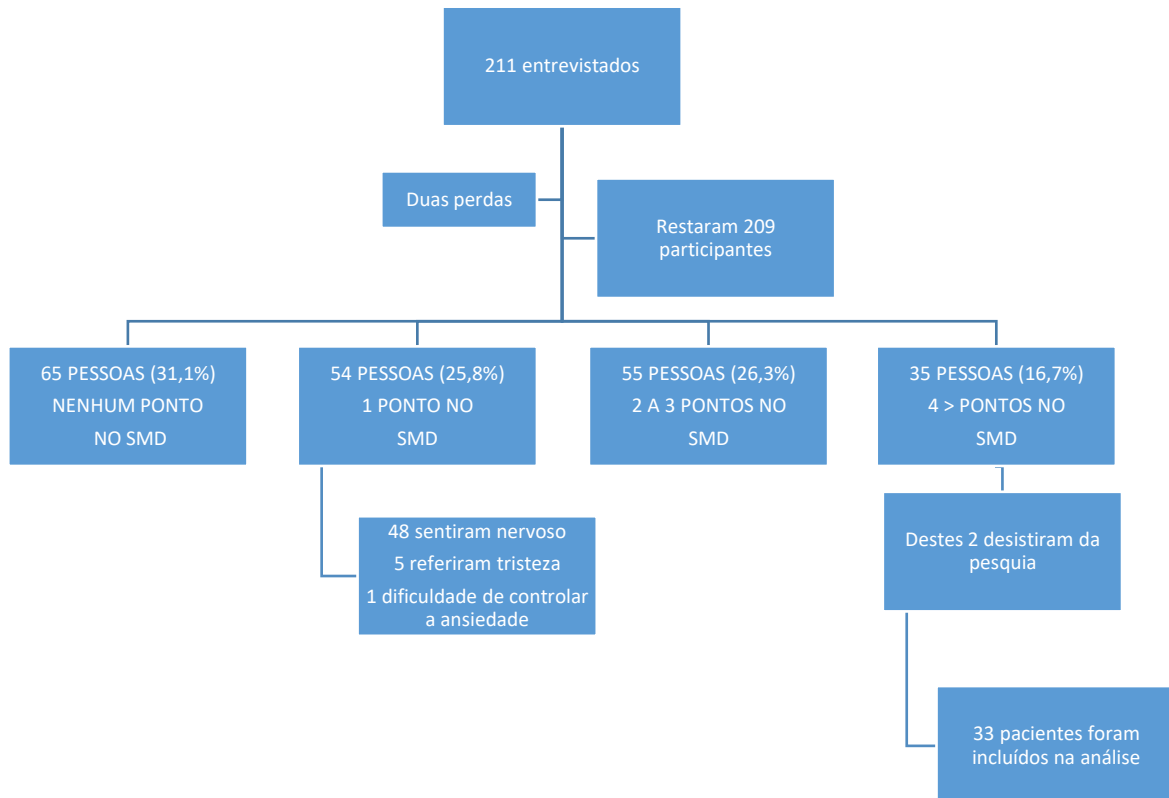 211 entrevistados
Duas perdas
Restaram 209
participantes
65 PESSOAS (31,1%)
NENHUM PONTO
NO SMD
54 PESSOAS (25,8%)
1 PONTO NO
SMD
55 PESSOAS (26,3%)
2 A 3 PONTOS NO
SMD
35 PESSOAS (16,7%)
4 > PONTOS NO
SMD
48 sentiram nervoso
5 referiram tristeza
1 dificuldade de controlar
a ansiedade
Destes 2 desistiram da
pesquia
33 pacientes foram
incluídos na análise